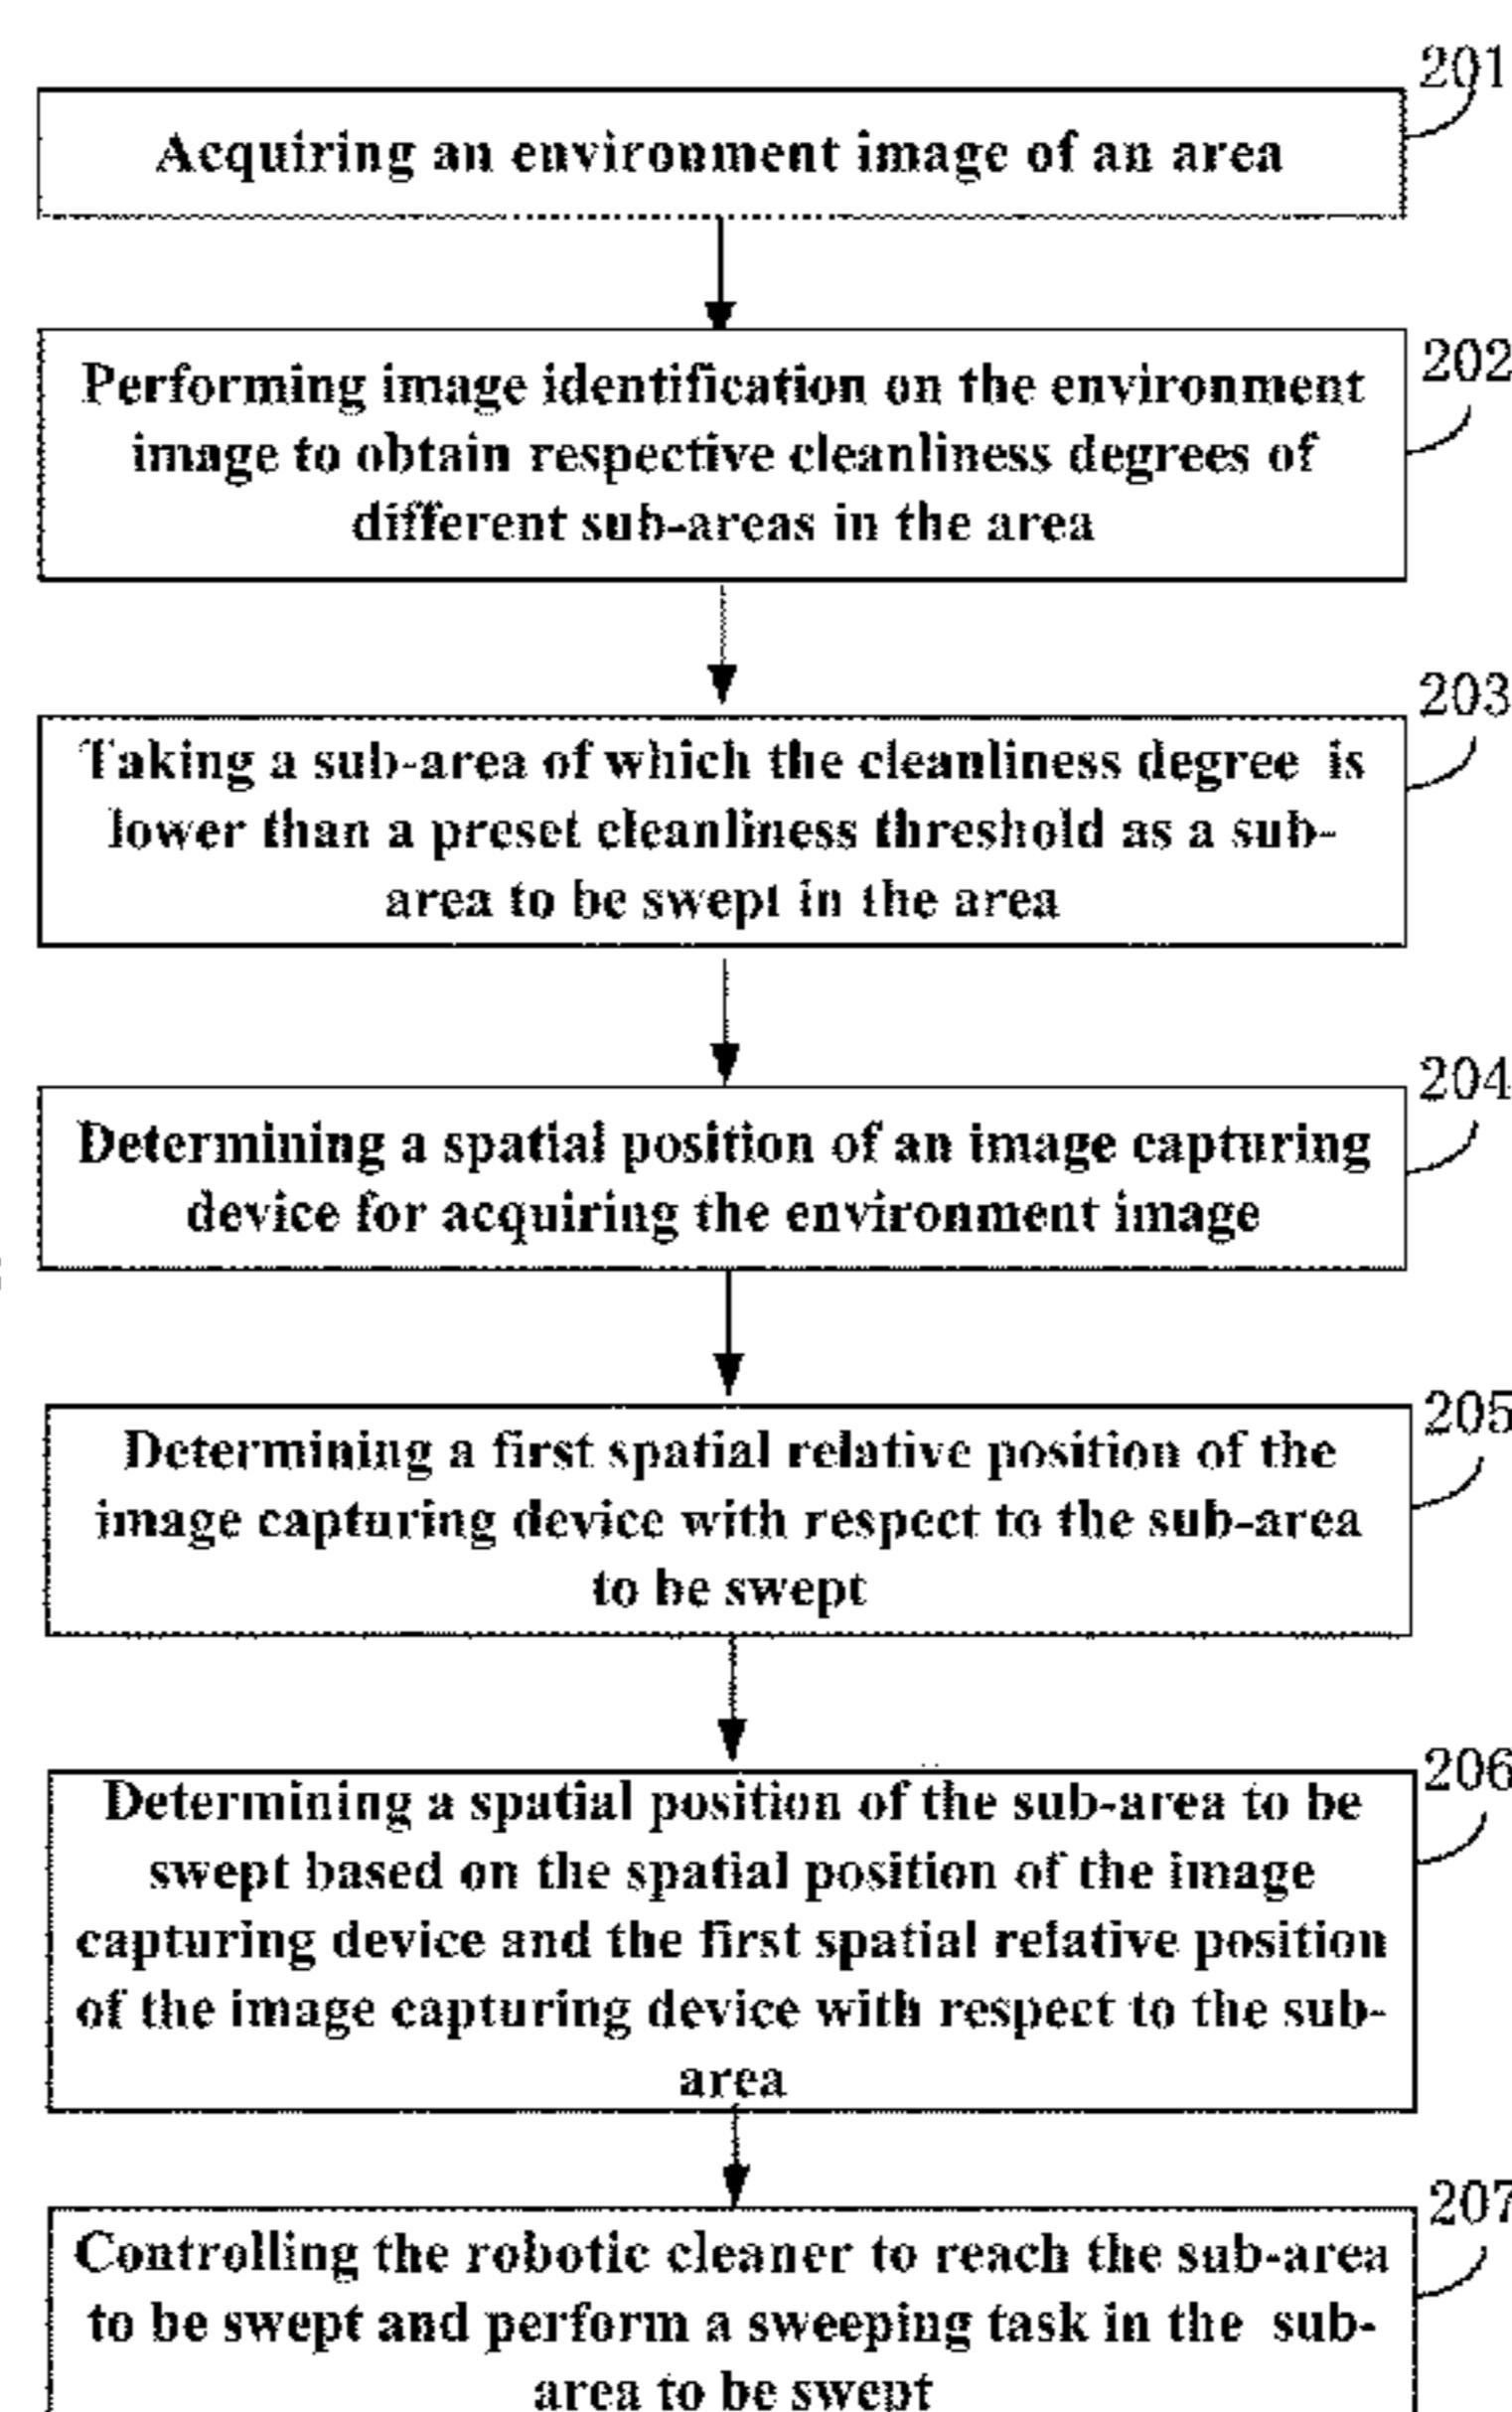 201
Acquiring an environment image of an area
202
Performing image identification on the environment
image to obtain respective cleanliness degrees of
different sub-areas in the area
203
Taking a sub-area of which the cleanliness degree is
lower than a preset cleanliness threshold as a sub-
area to be swept in the area
204
Determining a spatial position of an image capturing
device for acquiring the environment image
205
Determining a first spatial relative position of the
image capturing device with respect to the sub-area
to be swept
206
Determining a spatial position of the sub-area to be
swept based on the spatial position of the image
capturing device and the first spatial relative position
of the image capturing device with respect to the sub-
area
207
Controlling the robotic cleaner to reach the sub-area
to be swept and perform a sweeping task in the sub-
area to be swept